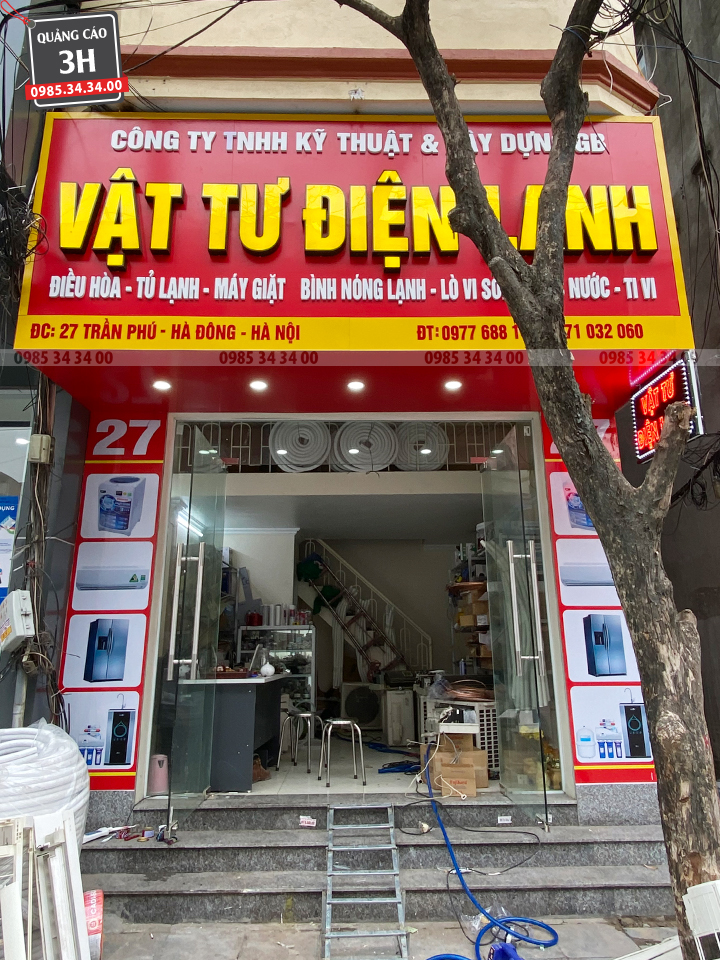 QUẢNG CÁO
3H
0985.34.34.00
CÔNG TY TNHH KỸ THUẬT & DỰNG GB
VẬT TƯ ĐIỆN LẠNH
ĐIỀU HÒA - TỦ LẠNH - MÁY GIẶT BÌNH NÓNG LẠNH - LÒ VI NƯỚC - TI VI
ĐC: 27 TRẦN PHÚ - HÀ ĐÔNG - HÀ NỘI ĐT: 0977 688 032 060
0985 34 34 00 0985 34 34 00 0985 34 34 00 0985 34 34
VẬT TƯ
ĐIỆN
27